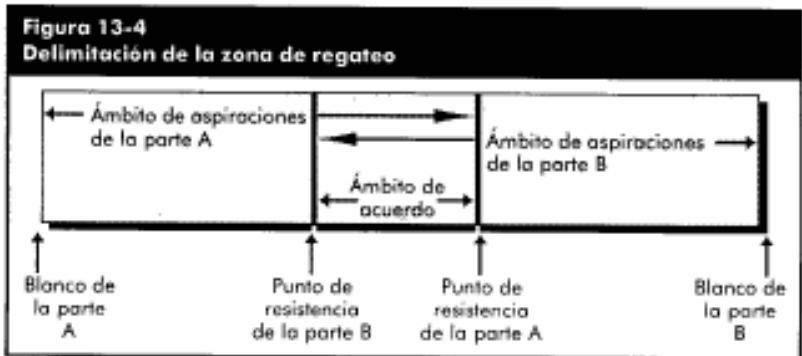 Figura 13-4
Delimitación de la zona de regateo
Ámbito de aspiraciones
de la parte A
Ámbito de aspiraciones
de la parte B
Ámbito de
acuerdo
Blanco de
la parte
A
Punto de
resistencia
de la parte B
Punto de
resistencia
de la parte A
Blanco de
la parte
B